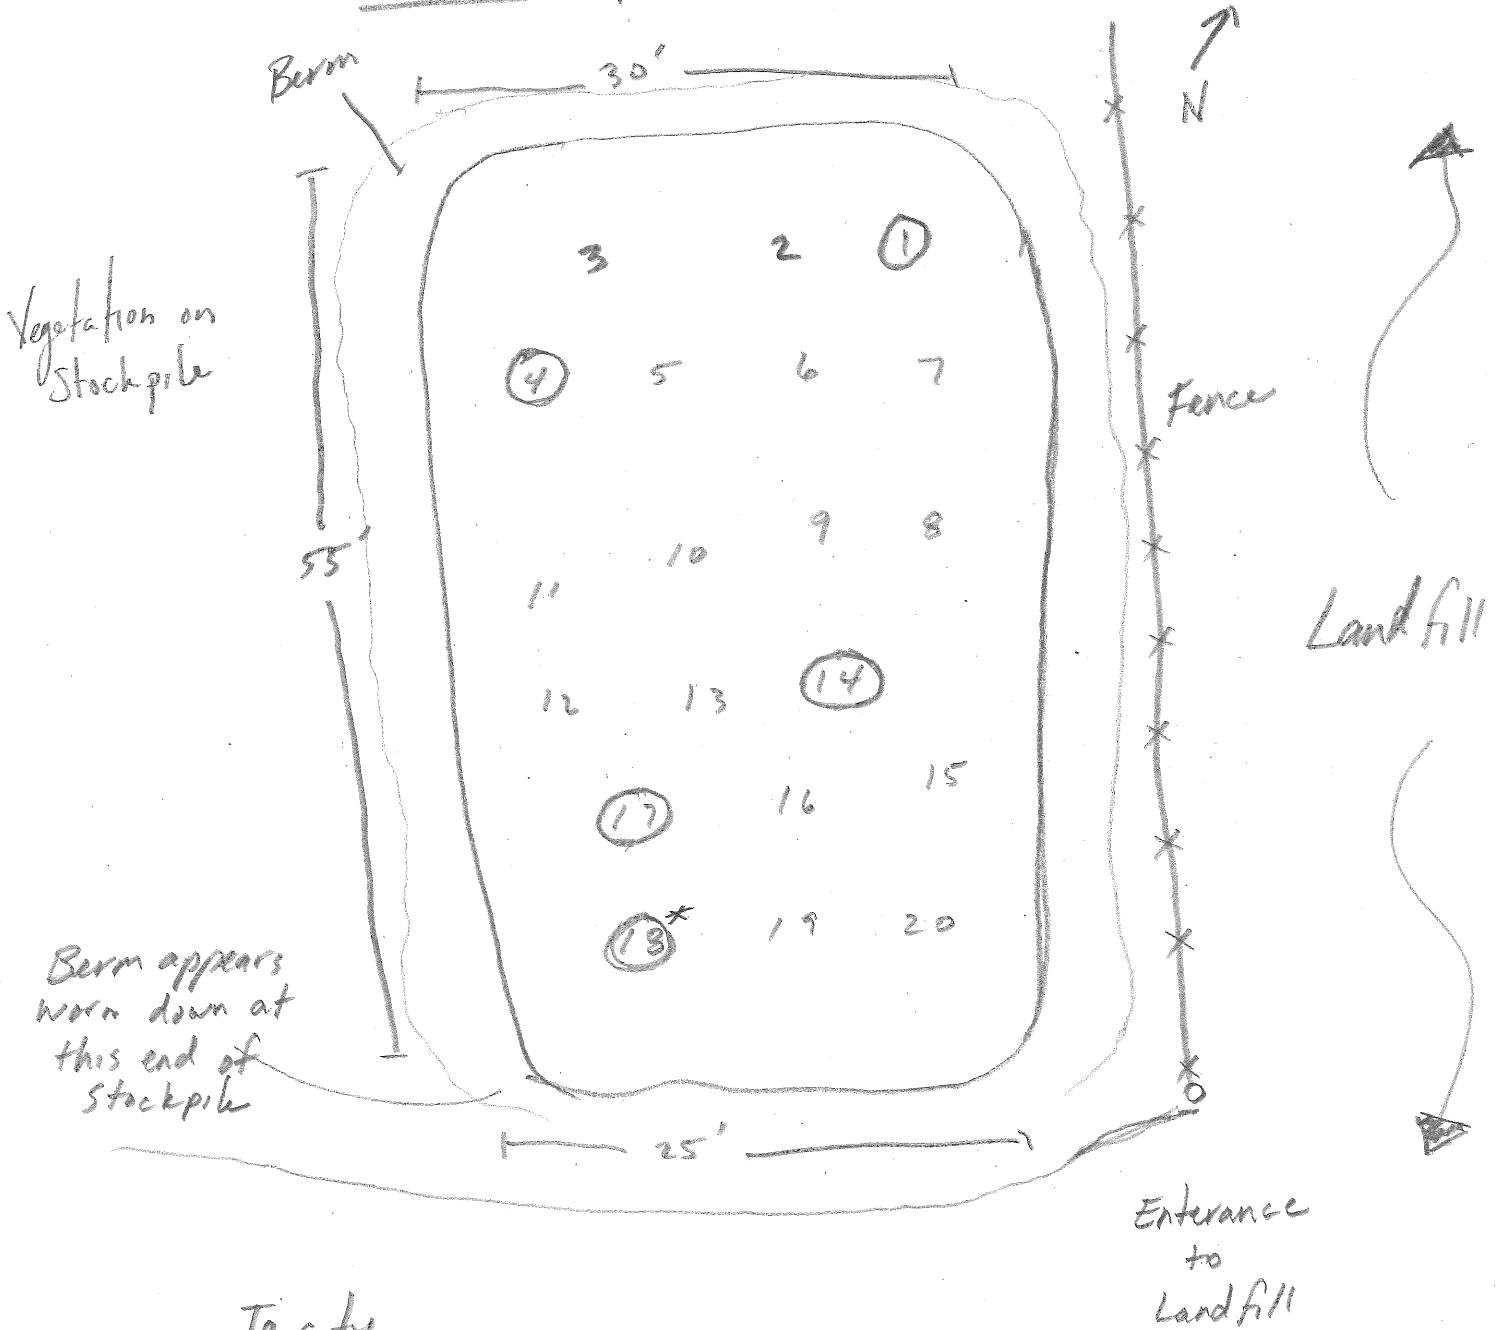 Berm
30'
N
3 2 1
Vegetation on
Stockpile
4 5 6 7
Fence
9 8
10
11
55'
Landfill
12 13 14
15
17 16
18* 19 20
Berm appears
worn down at
this end of
Stockpile
25'
Enterance
to
Landfill